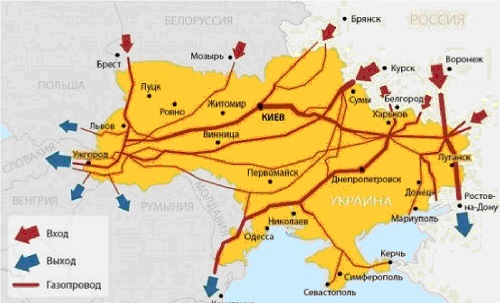 БЕЛОРУССИЯ
РОССИЯ
Брянск
Брест
Мозырь
Курск
Воронеж
ПОЛЬША
Луцк
Ровно
Житомир
КИЕВ
Сумы
Белгород
Харьков
Львов
Винница
СЛОВАКИЯ
Ужгород
Первомайск
Луганск
Днепропетровск
Донецк
ВЕНГРИЯ
РУМЫНИЯ
МОЛДАВИЯ
УКРАИНА
Ростов-
на-Дону
Мариуполь
Николаев
Одесса
Вход
Выход
Газопровод
Керчь
Симферополь
Севастополь